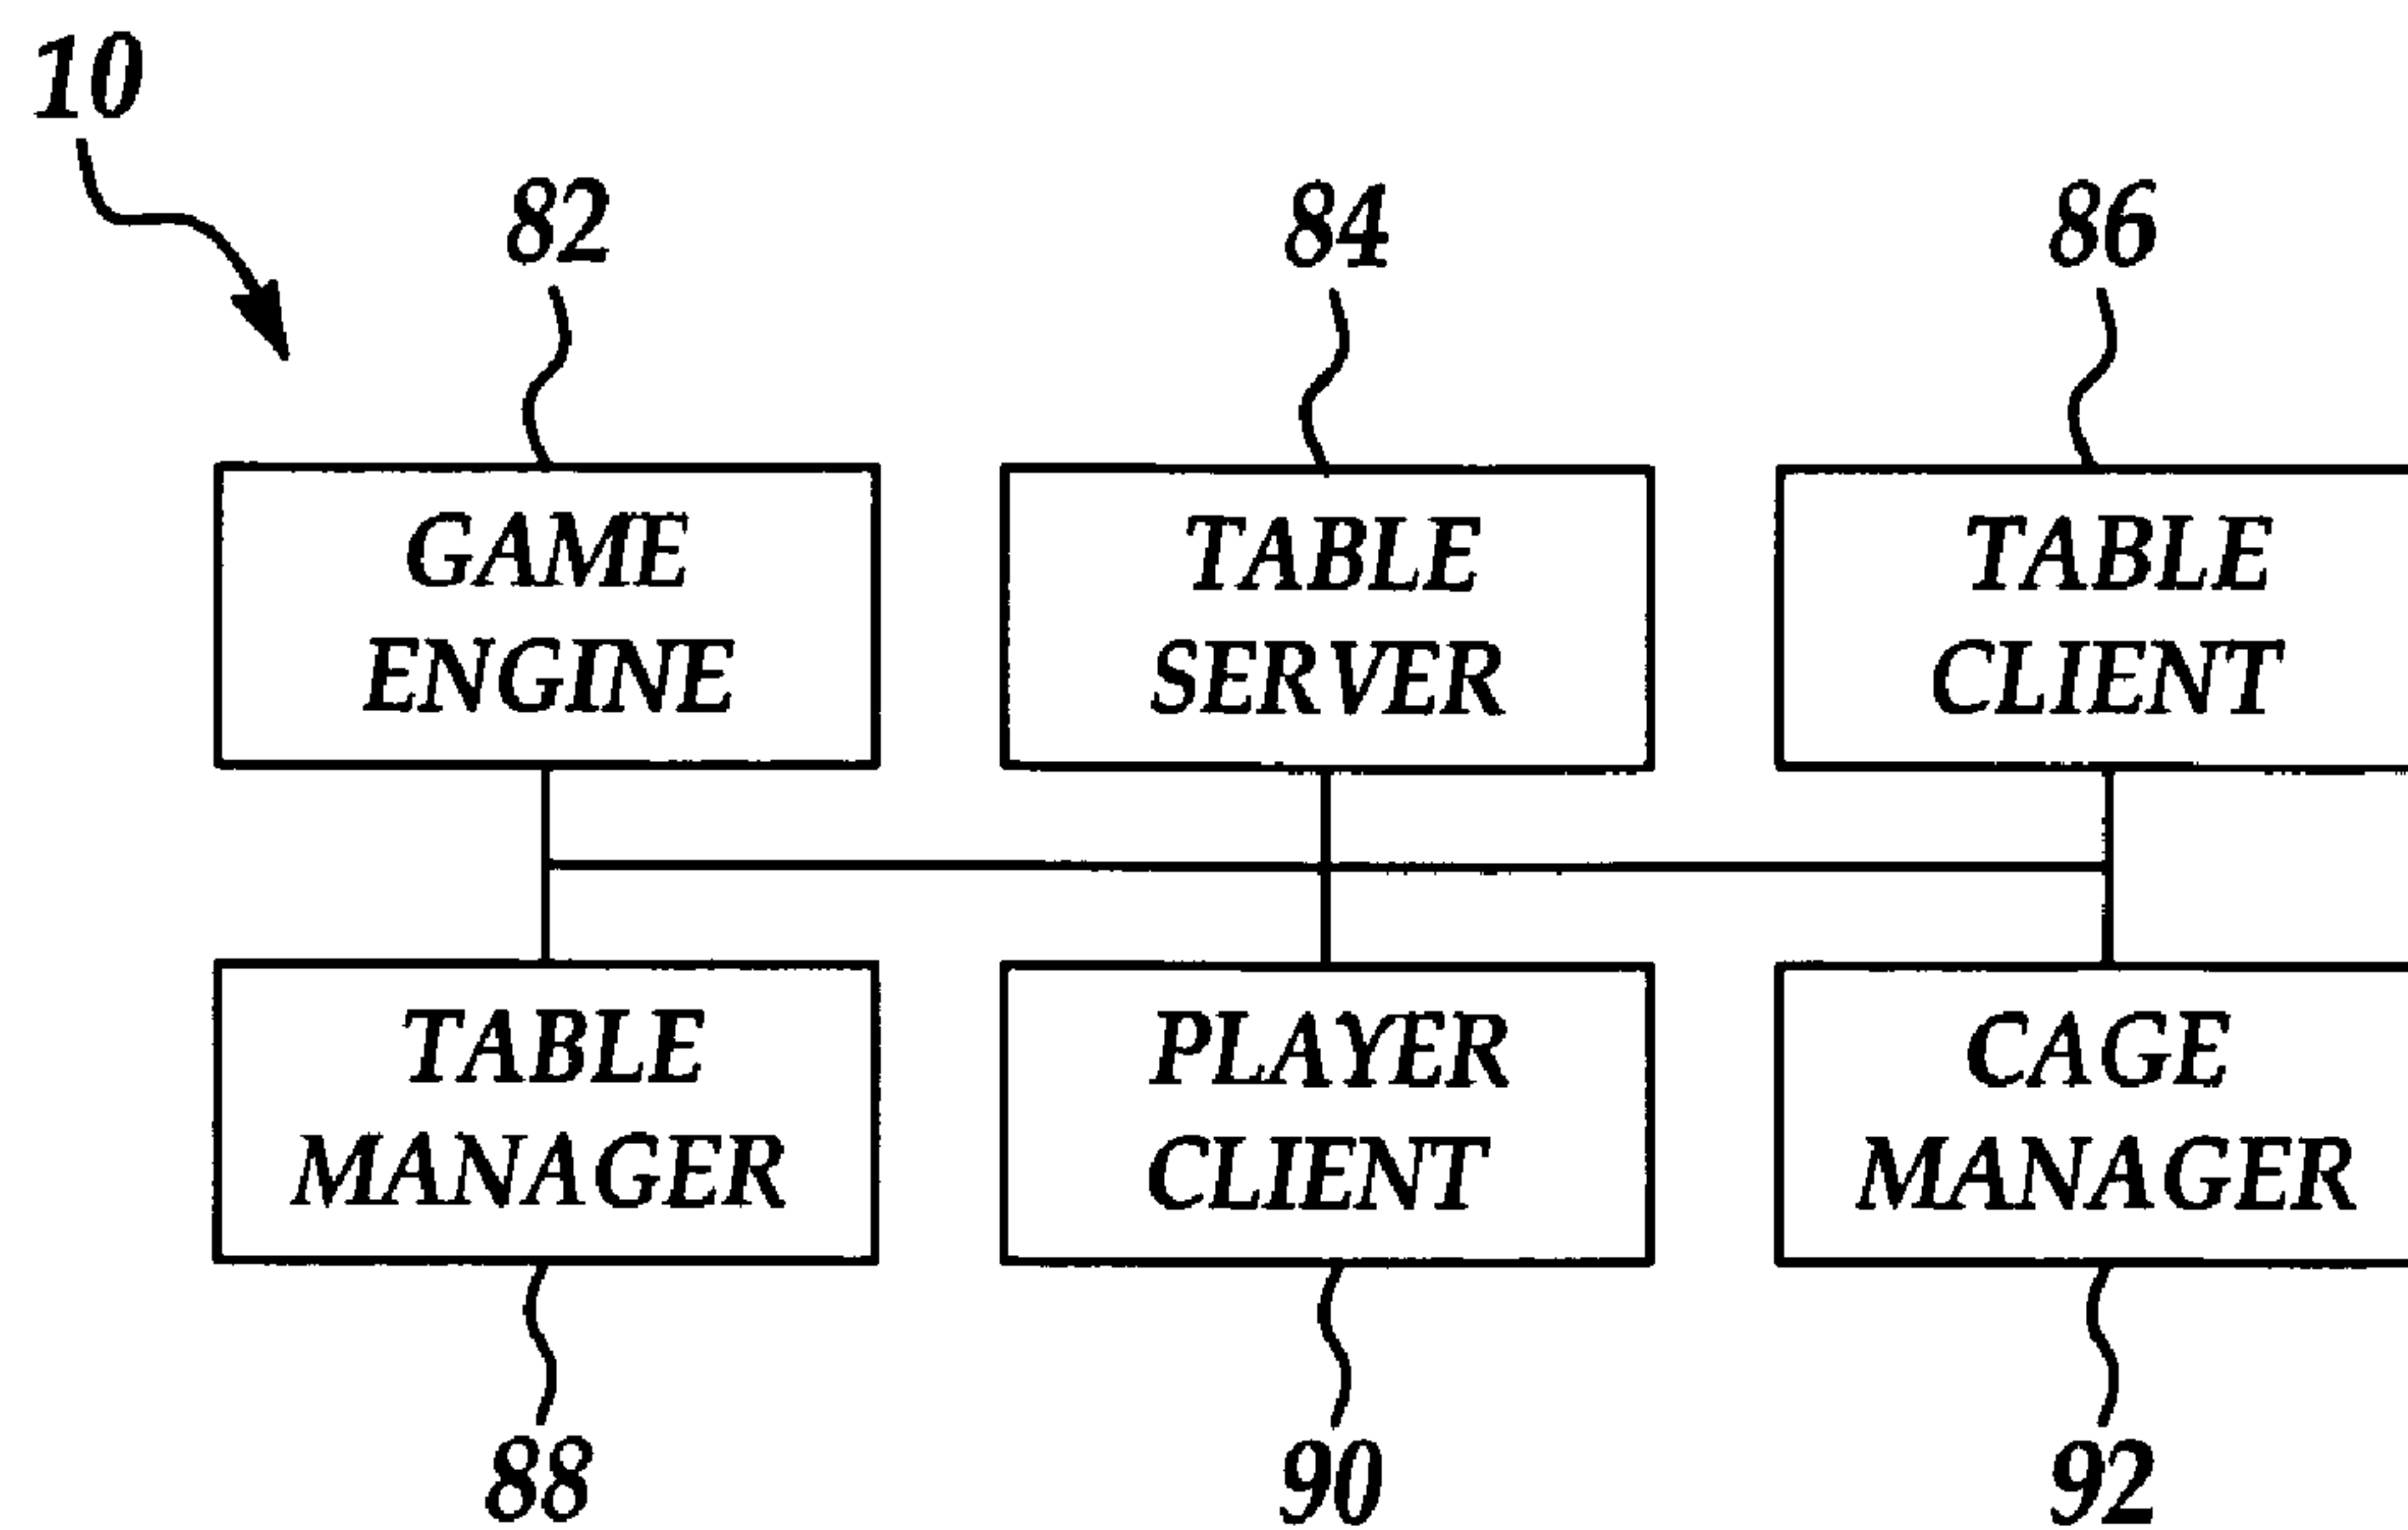 10
82
84
86
GAME
ENGINE
TABLE
SERVER
TABLE
CLIENT
TABLE
MANAGER
PLAYER
CLIENT
CAGE
MANAGER
88
90
92